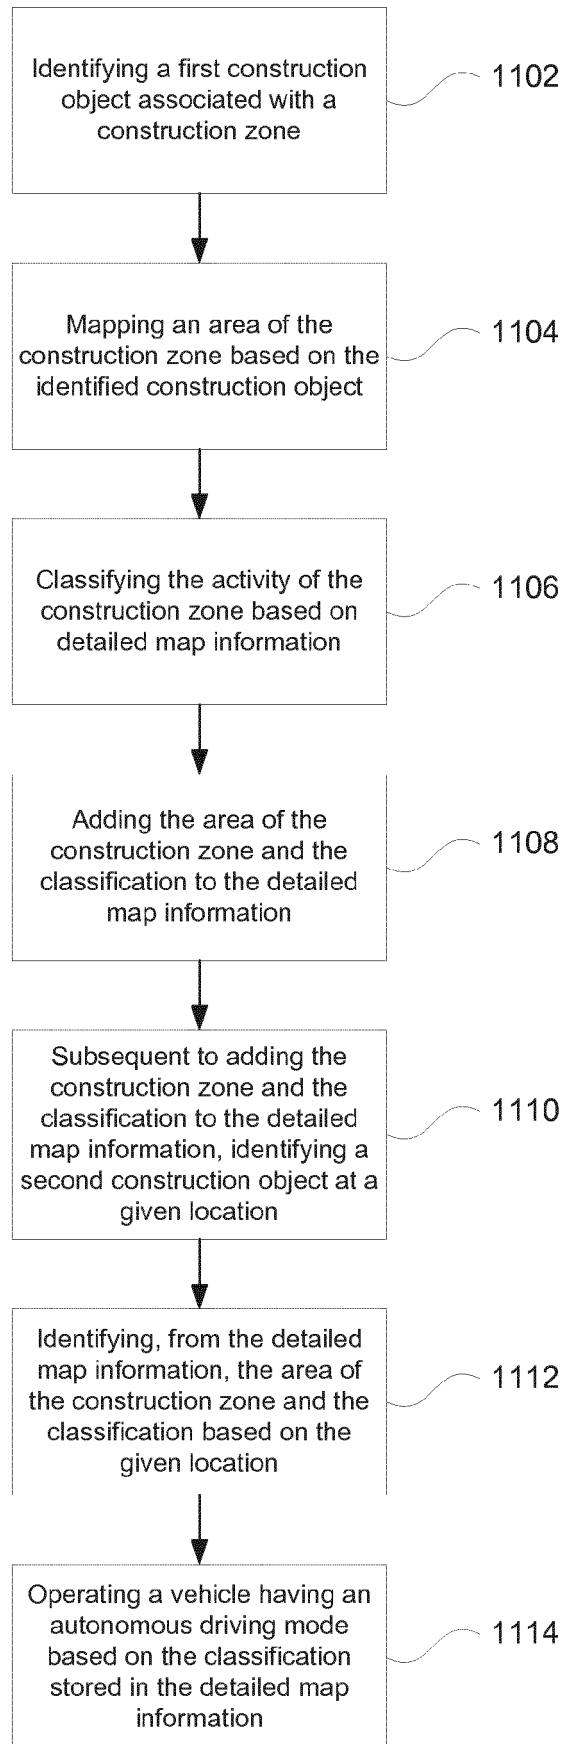 Identifying a first construction
object associated with a
construction zone
1102
Mapping an area of the
construction zone based on the
identified construction object
1104
Classifying the activity of the
construction zone based on
detailed map information
1106
Adding the area of the
construction zone and the
classification to the detailed
map information
1108
Subsequent to adding the
construction zone and the
classification to the detailed
map information, identifying a
second construction object at a
given location
1110
Identifying, from the detailed
map information, the area of
the construction zone and the
classification based on the
given location
1112
Operating a vehicle having an
autonomous driving mode
based on the classification
stored in the detailed map
information
1114